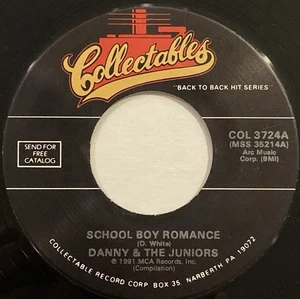 Collectables
"BACK TO BACK HIT SERIES"
SEND FOR
FREE
CATALOG
COL 3724A
(MSS 35214A)
Arc Music
Corp. (BMI)
SCHOOL BOY ROMANCE
(D. White)
DANNY & THE JUNIORS
℗ 1991 MCA Records, Inc.
(Compilation)
COLLECTABLE RECORD CORP BOX 35, NARBERTH PA 19072